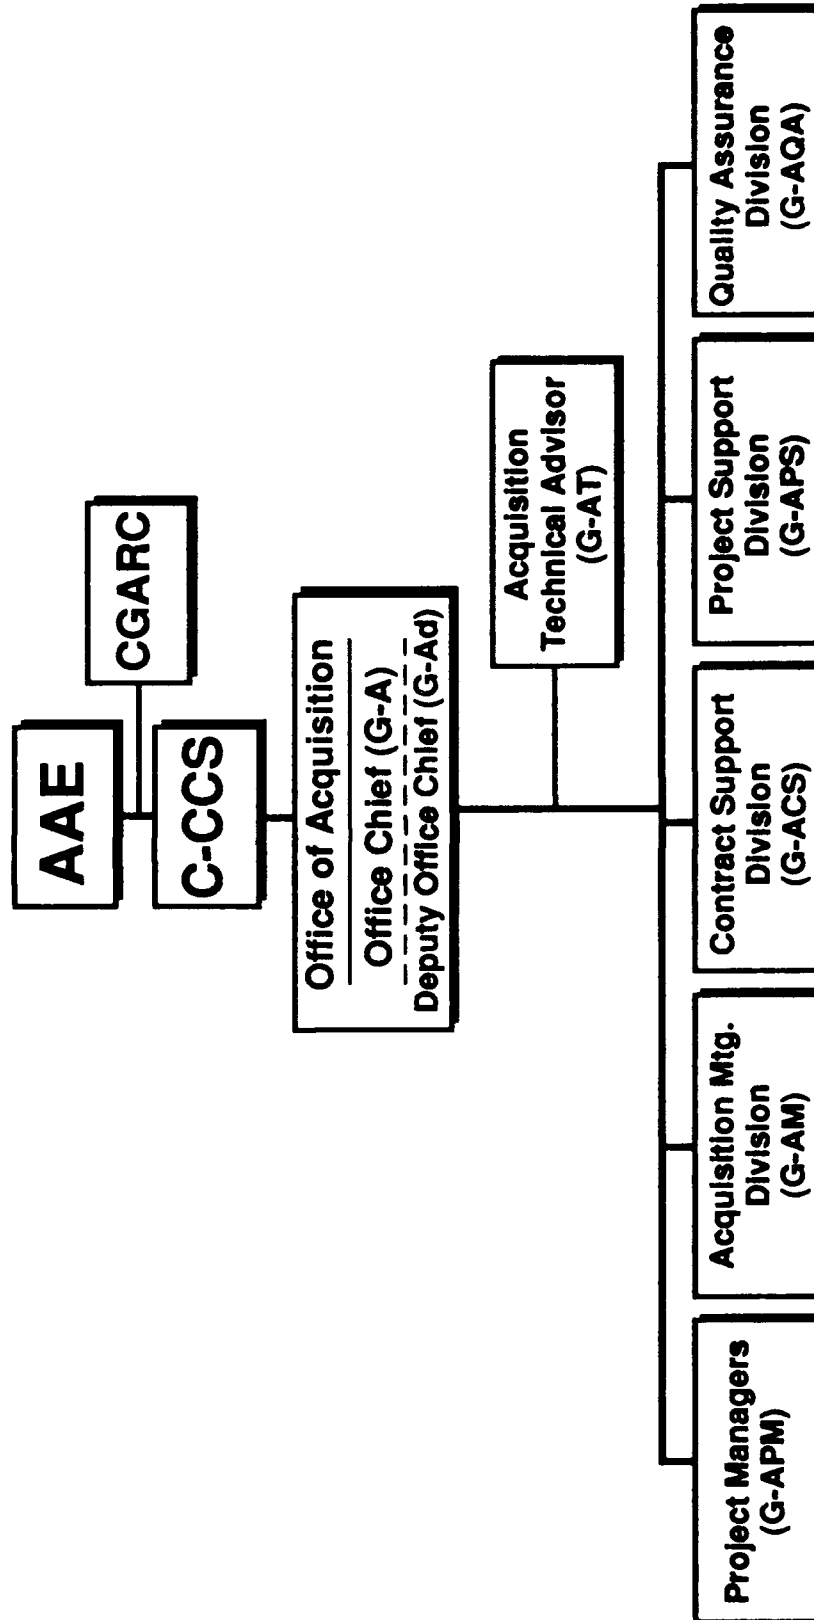 AAE
CGARC
C-CCS
Office of Acquisition
Office Chief (G-A)
Deputy Office Chief (G-Ad)
Acquisition
Technical Advisor
(G-AT)
Project Managers
(G-APM)
Acquisition Mtg.
Division
(G-AM)
Contract Support
Division
(G-ACS)
Project Support
Division
(G-APS)
Quality Assurance
Division
(G-AQA)